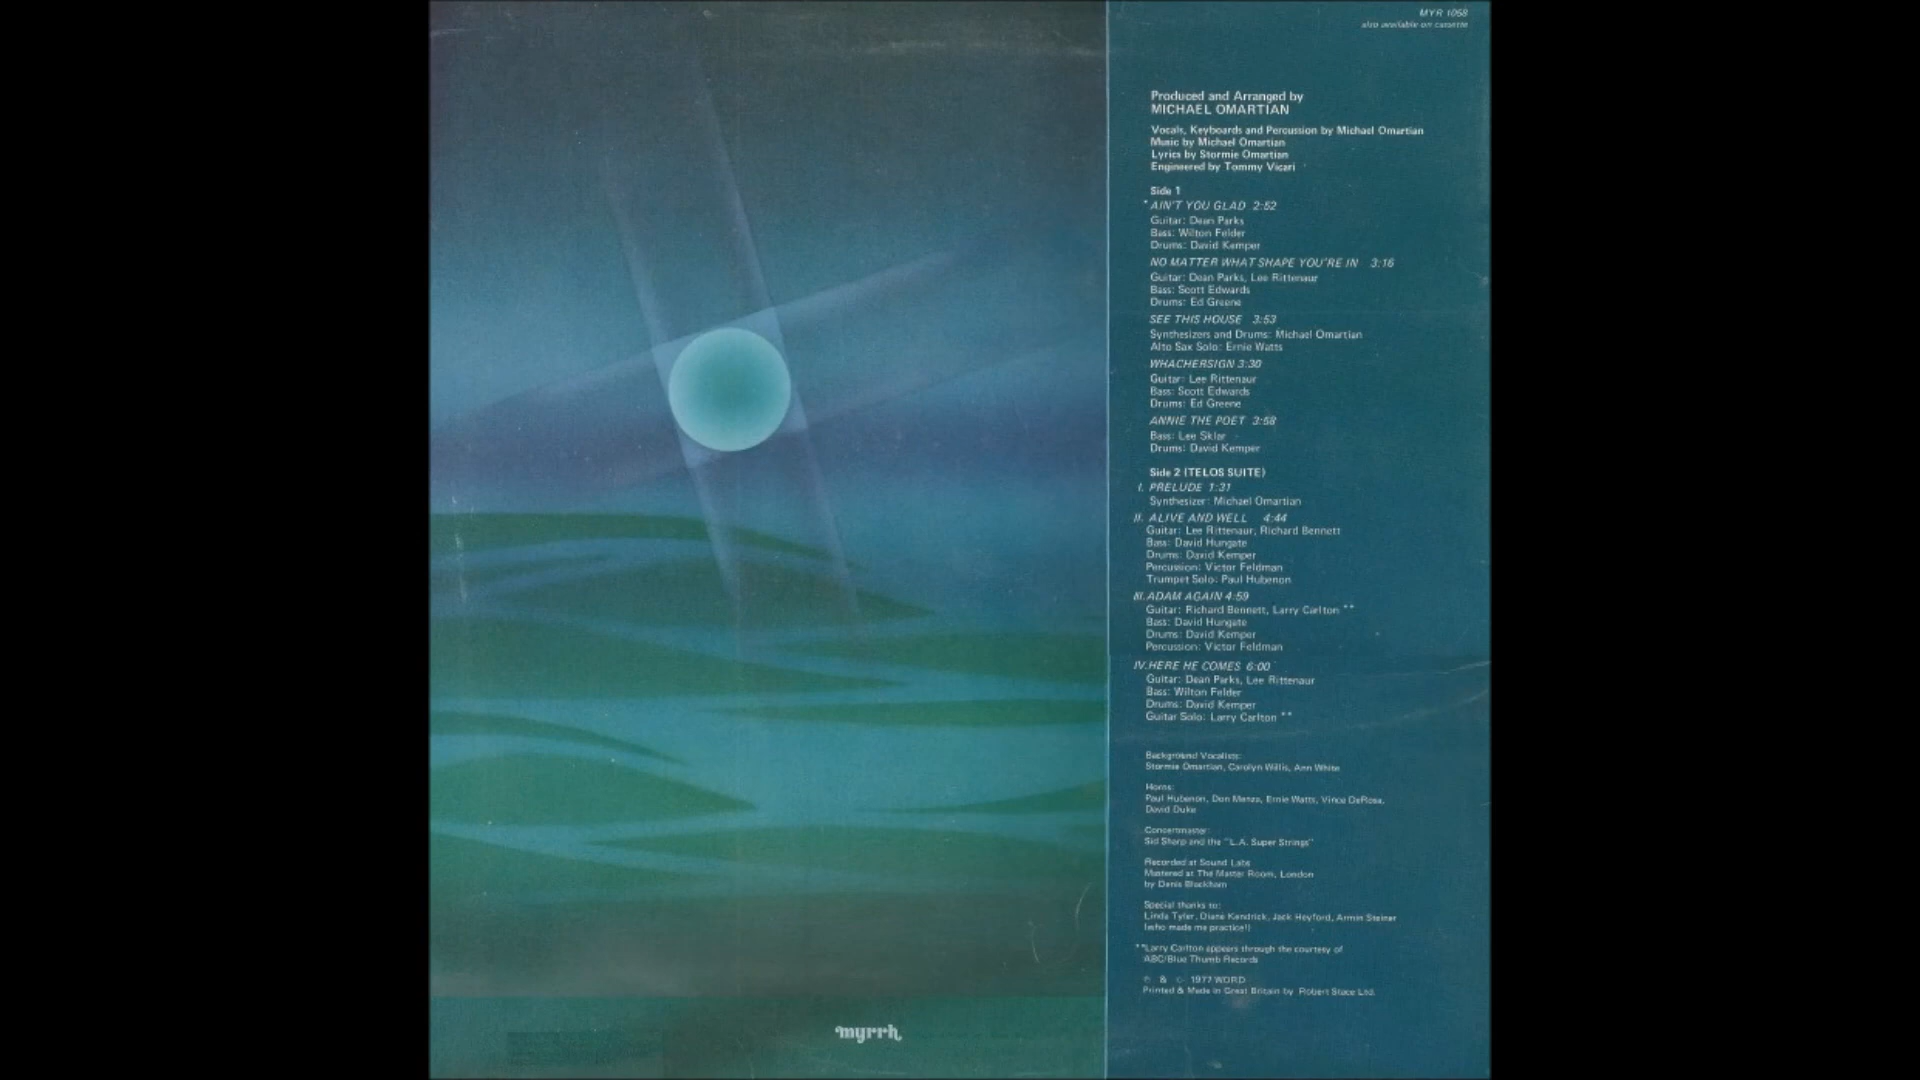 MYR 1058
also available on cassette
Produced and Arranged by
MICHAEL OMARTIAN
Vocals, Keyboards and Percussion by Michael Omartian
Music by Michael Omartian
Lyrics by Stormie Omartian
Engineered by Tommy Vicari
Side 1
* AIN'T YOU GLAD 2:52
Guitar: Dean Parks
Bass: Wilton Felder
Drums: David Kemper
NO MATTER WHAT SHAPE YOU'RE IN 3:16
Guitar: Dean Parks, Lee Rittenaur
Bass: Scott Edwards
Drums: Ed Greene
SEE THIS HOUSE 3:53
Synthesizers and Drums: Michael Omartian
Alto Sax Solo: Ernie Watts
WHACHERSIGN 3:30
Guitar: Lee Rittenaur
Bass: Scott Edwards
Drums: Ed Greene
ANNIE THE POET 3:58
Bass: Lee Sklar
Drums: David Kemper
Side 2 (TELOS SUITE)
I. PRELUDE 1:31
Synthesizer: Michael Omartian
II. ALIVE AND WELL 4:44
Guitar: Lee Rittenaur, Richard Bennett
Bass: David Hungate
Drums: David Kemper
Percussion: Victor Feldman
Trumpet Solo: Paul Hubenon
III. ADAM AGAIN 4:59
Guitar: Richard Bennett, Larry Carlton **
Bass: David Hungate
Drums: David Kemper
Percussion: Victor Feldman
IV. HERE HE COMES 6:00
Guitar: Dean Parks, Lee Rittenaur
Bass: Wilton Felder
Drums: David Kemper
Guitar Solo: Larry Carlton **
Background Vocalists:
Stormie Omartian, Carolyn Willis, Ann White
Horns:
Paul Hubenon, Don Menza, Ernie Watts, Vince DeRosa,
David Duke
Concertmaster:
Sid Sharp and the "L.A. Super Strings"
Recorded at Sound Labs
Mastered at The Master Room, London
by Denis Blackham
Special thanks to:
Linda Tyler, Diane Kendrick, Jack Heyford, Armin Steiner
(who made me practice!)
**Larry Carlton appears through the courtesy of
ABC/Blue Thumb Records
℗ & © 1977 WORD
Printed & Made in Great Britain by Robert Stace Ltd.
myrrh